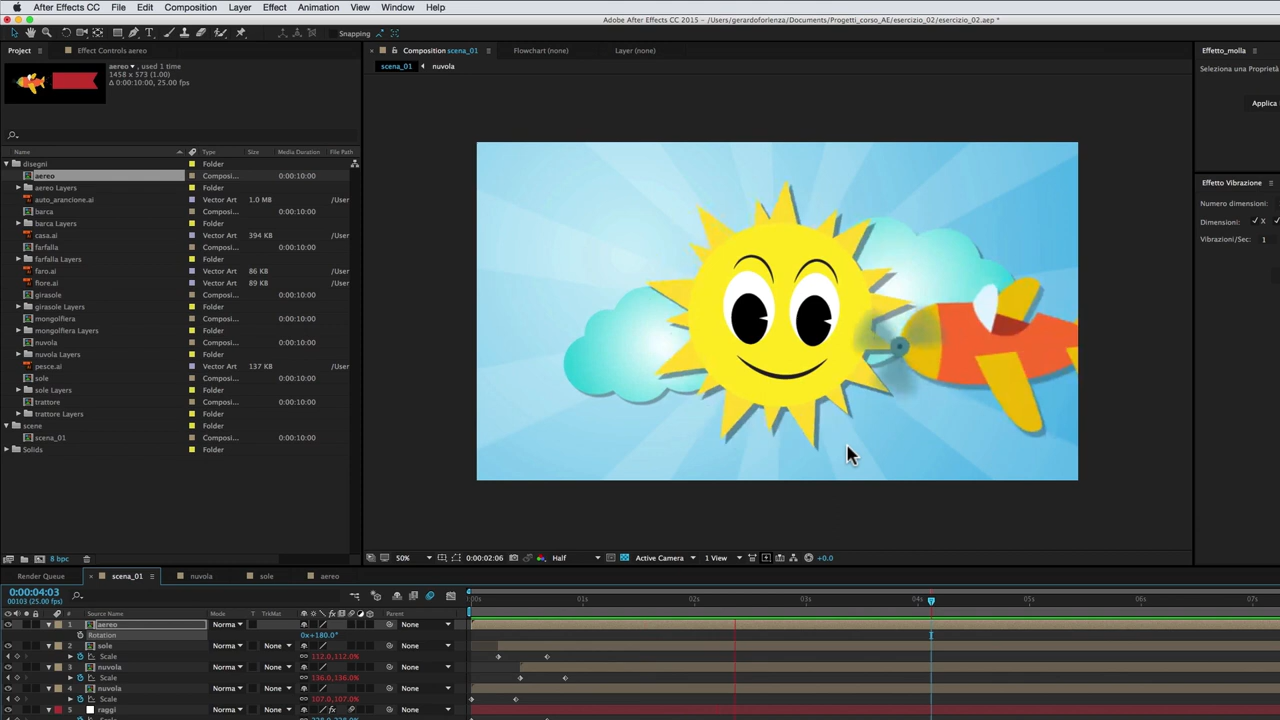 After Effects CC File Edit Composition Layer Effect Animation View Window Help
Adobe After Effects CC 2015 - /Users/gerardoforlenza/Documents/Progetti_corso_AE/esercizio_02/esercizio_02.aep *
Snapping
Project Effect Controls aereo
Composition scena_01 Flowchart (none) Layer (none)
Effetto_molla
aereo , used 1 time
1458 x 573 (1.00)
Δ 0:00:10:00, 25.00 fps
scena_01 nuvola
Seleziona una Proprietà
Applica
Name Type Size Media Duration File Path
disegni Folder
aereo Composi... 0:00:10:00
aereo Layers Folder
auto_arancione.ai Vector Art 1.0 MB /User
barca Composi... 0:00:10:00
barca Layers Folder
casa.ai Vector Art 394 KB /User
farfalla Composi... 0:00:10:00
farfalla Layers Folder
faro.ai Vector Art 86 KB /User
fiore.ai Vector Art 89 KB /User
girasole Composi... 0:00:10:00
girasole Layers Folder
mongolfiera Composi... 0:00:10:00
mongolfiera Layers Folder
nuvola Composi... 0:00:10:00
nuvola Layers Folder
pesce.ai Vector Art 137 KB /User
sole Composi... 0:00:10:00
sole Layers Folder
trattore Composi... 0:00:10:00
trattore Layers Folder
scene Folder
scena_01 Composi... 0:00:10:00
Solids Folder
Effetto Vibrazione
Numero dimensioni:
Dimensioni: X
Vibrazioni/Sec: 1
8 bpc
50% 0:00:02:06 Half Active Camera 1 View +0.0
Render Queue scena_01 nuvola sole aereo
0:00:04:03
00103 (25.00 fps)
:00s 01s 02s 03s 04s 05s 06s
# Source Name Mode T TrkMat Parent
1 aereo Norma None
Rotation 0x+180.0°
2 sole Norma None None
Scale 112.0,112.0%
3 nuvola Norma None None
Scale 136.0,136.0%
4 nuvola Norma None None
Scale 107.0,107.0%
5 raggi Norma None None